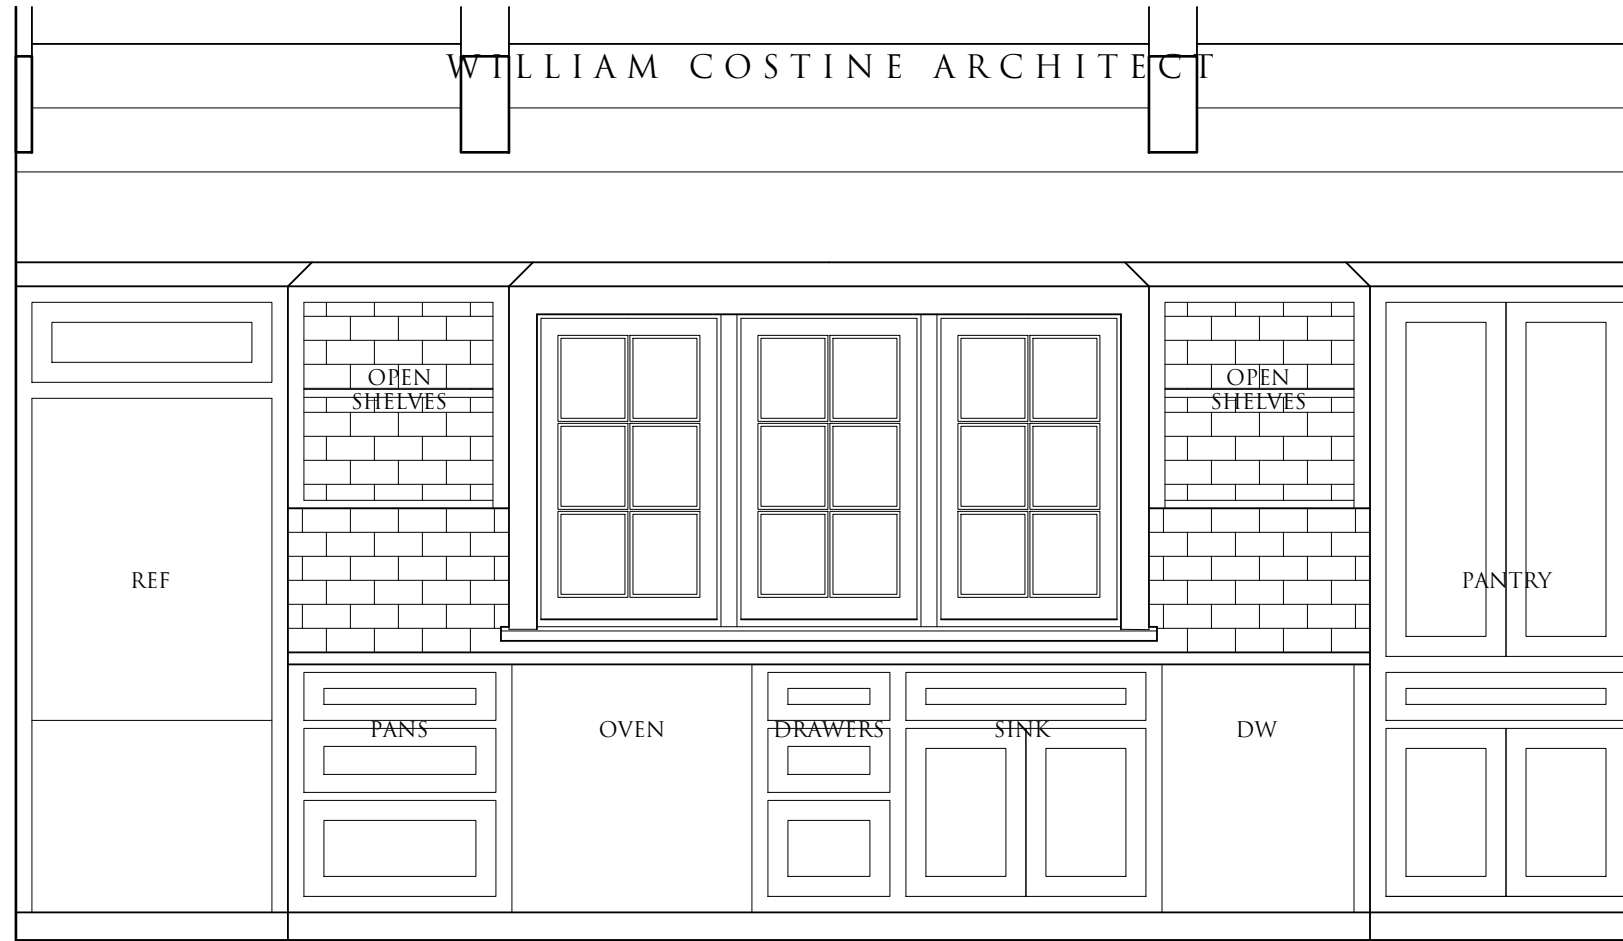 WILLIAM COSTINE ARCHITECT
OPEN
SHELVES
OPEN
SHELVES
REF
PANTRY
PANS
OVEN
DRAWERS
SINK
DW